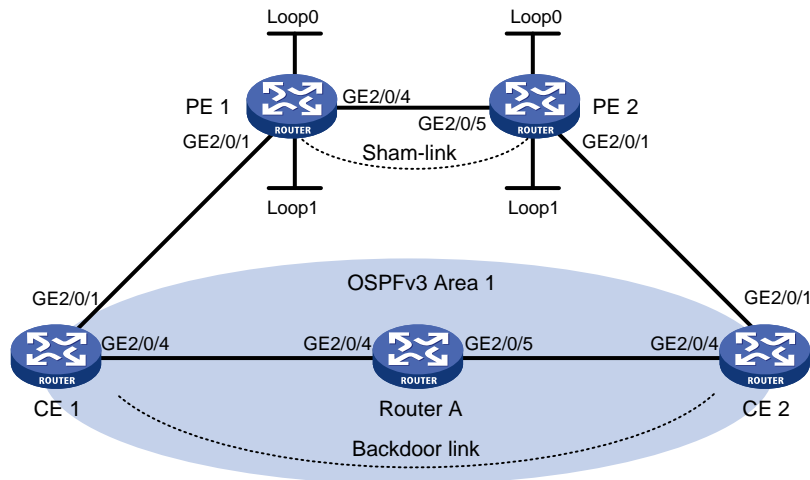 Loop0
Loop0
PE 1
GE2/0/4
PE 2
ROUTER
GE2/0/5
ROUTER
GE2/0/1
Sham-link
GE2/0/1
Loop1
Loop1
OSPFv3 Area 1
GE2/0/1
GE2/0/1
GE2/0/4
GE2/0/4
GE2/0/5
GE2/0/4
ROUTER
ROUTER
ROUTER
CE 1
Router A
CE 2
Backdoor link